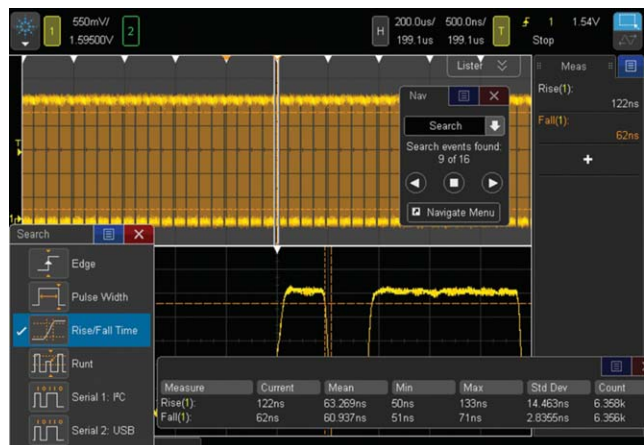 1 550mV/ 1.59500V 2 H 200.0us/ 500.0ns/ 199.1us 199.1us T 1 1.54V Stop
Lister
Meas
Rise(1):
122ns
Fall(1):
62ns
Nav
Search
Search events found:
9 of 16
Navigate Menu
T
Search
Edge
Pulse Width
Rise/Fall Time
Runt
Serial 1: I²C
Serial 2: USB
Measure Current Mean Min Max Std Dev Count
Rise(1): 122ns 63.269ns 50ns 133ns 14.463ns 6.358k
Fall(1): 62ns 60.937ns 51ns 71ns 2.8355ns 6.356k